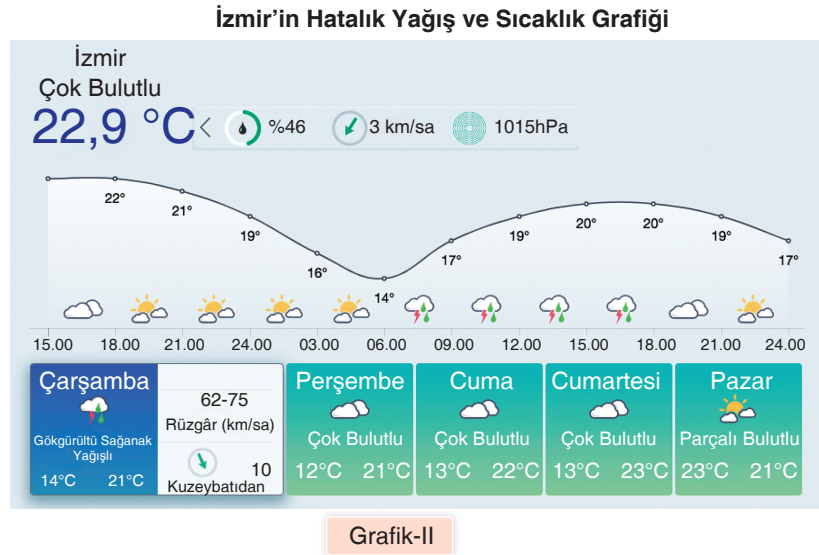 İzmir’in Hatalık Yağış ve Sıcaklık Grafiği
İzmir
Çok Bulutlu
22,9 °C
%46
3 km/sa
1015hPa
22°
21°
19°
16°
14°
17°
19°
20°
20°
19°
17°
15.00 18.00 21.00 24.00 03.00 06.00 09.00 12.00 15.00 18.00 21.00 24.00
Çarşamba
Gökgürültü Sağanak
Yağışlı
14°C 21°C
62-75
Rüzgâr (km/sa)
10
Kuzeybatıdan
Perşembe
Çok Bulutlu
12°C 21°C
Cuma
Çok Bulutlu
13°C 22°C
Cumartesi
Çok Bulutlu
13°C 23°C
Pazar
Parçalı Bulutlu
23°C 21°C
Grafik-II